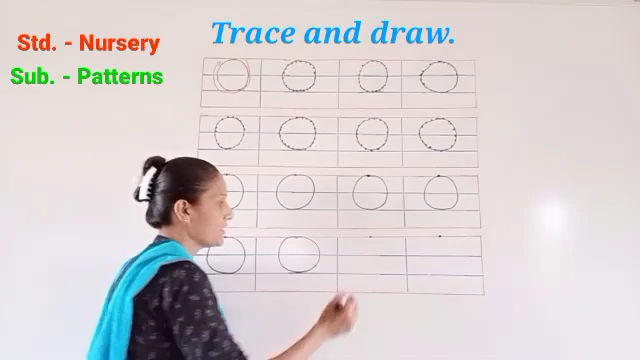 Trace and draw.
Std. - Nursery
Sub. - Patterns